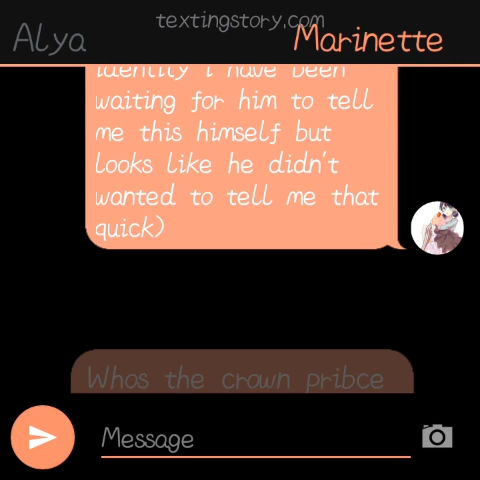 textingstory.com
Alya
Marinette
identity i have been
waiting for him to tell
me this himself but
looks like he didn't
wanted to tell me that
quick)
Whos the crown pribce
Message